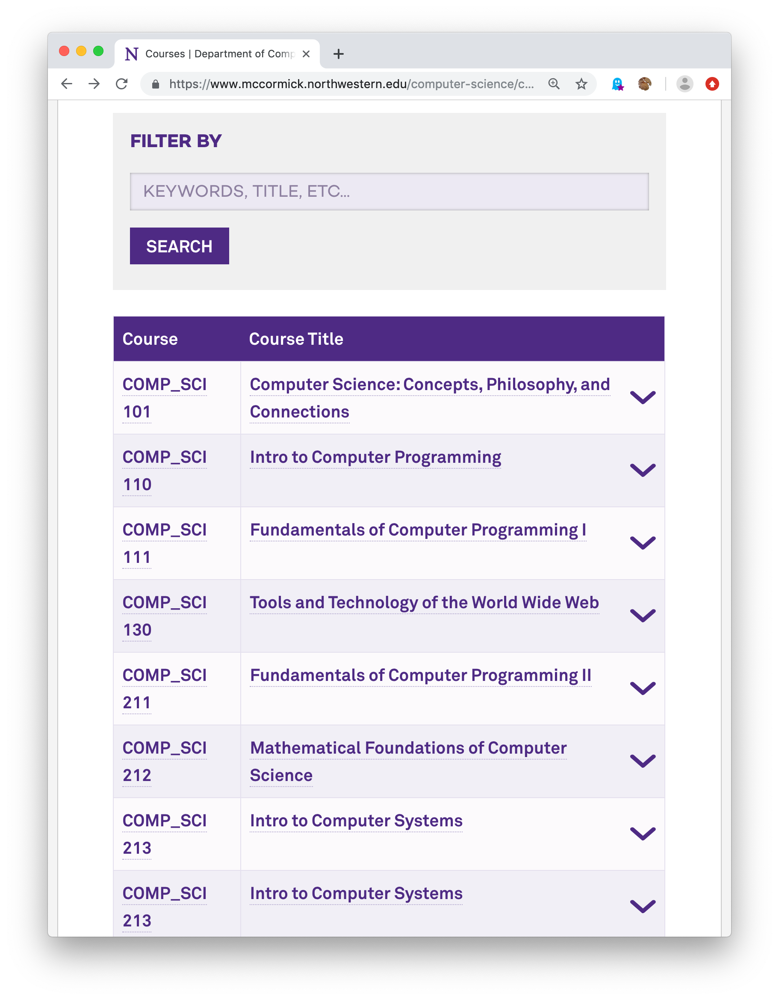 N Courses | Department of Comp
https://www.mccormick.northwestern.edu/computer-science/c...
FILTER BY
KEYWORDS, TITLE, ETC...
SEARCH
Course Course Title
COMP_SCI Computer Science: Concepts, Philosophy, and
101 Connections
COMP_SCI Intro to Computer Programming
110
COMP_SCI Fundamentals of Computer Programming I
111
COMP_SCI Tools and Technology of the World Wide Web
130
COMP_SCI Fundamentals of Computer Programming II
211
COMP_SCI Mathematical Foundations of Computer
212 Science
COMP_SCI Intro to Computer Systems
213
COMP_SCI Intro to Computer Systems
213